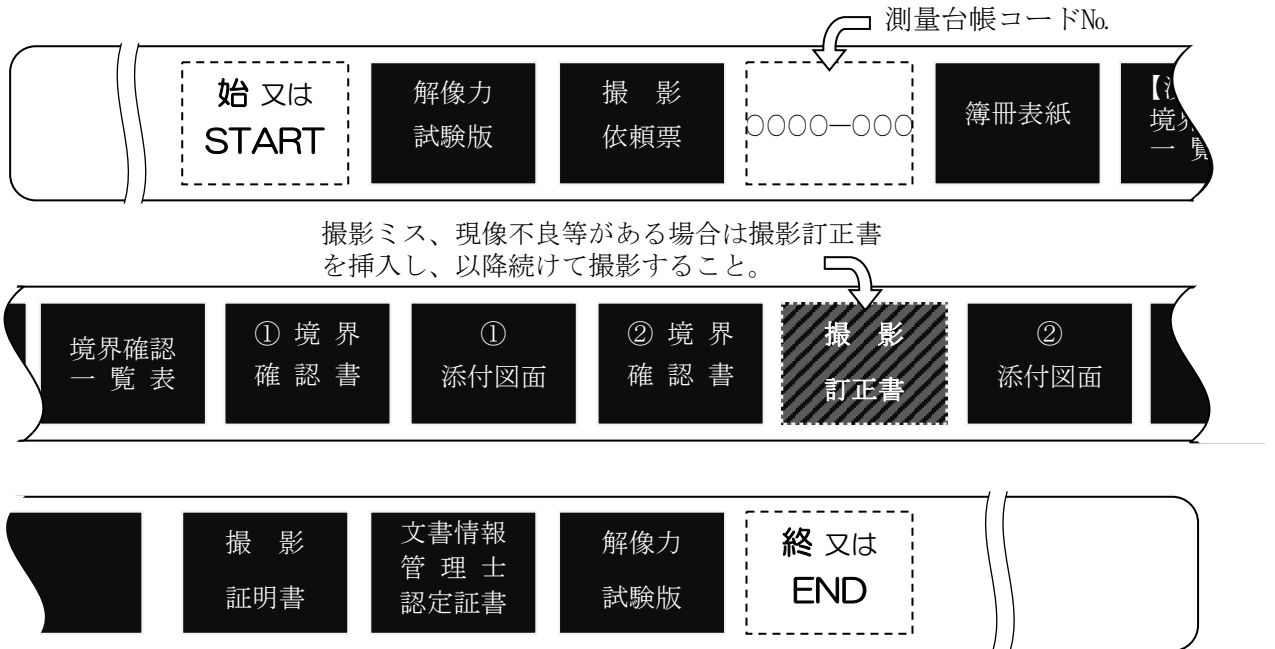 測量台帳コード№
始 又は
START
解像力
試験版
撮 影
依頼票
○○○○―○○○
簿冊表紙
境界
一 覧
撮影ミス、現像不良等がある場合は撮影訂正書
を挿入し、以降続けて撮影すること。
境界確認
一 覧 表
① 境 界
確 認 書
①
添付図面
② 境 界
確 認 書
撮 影
訂正書
②
添付図面
撮 影
証明書
文書情報
管 理 士
認定証書
解像力
試験版
終 又は
END